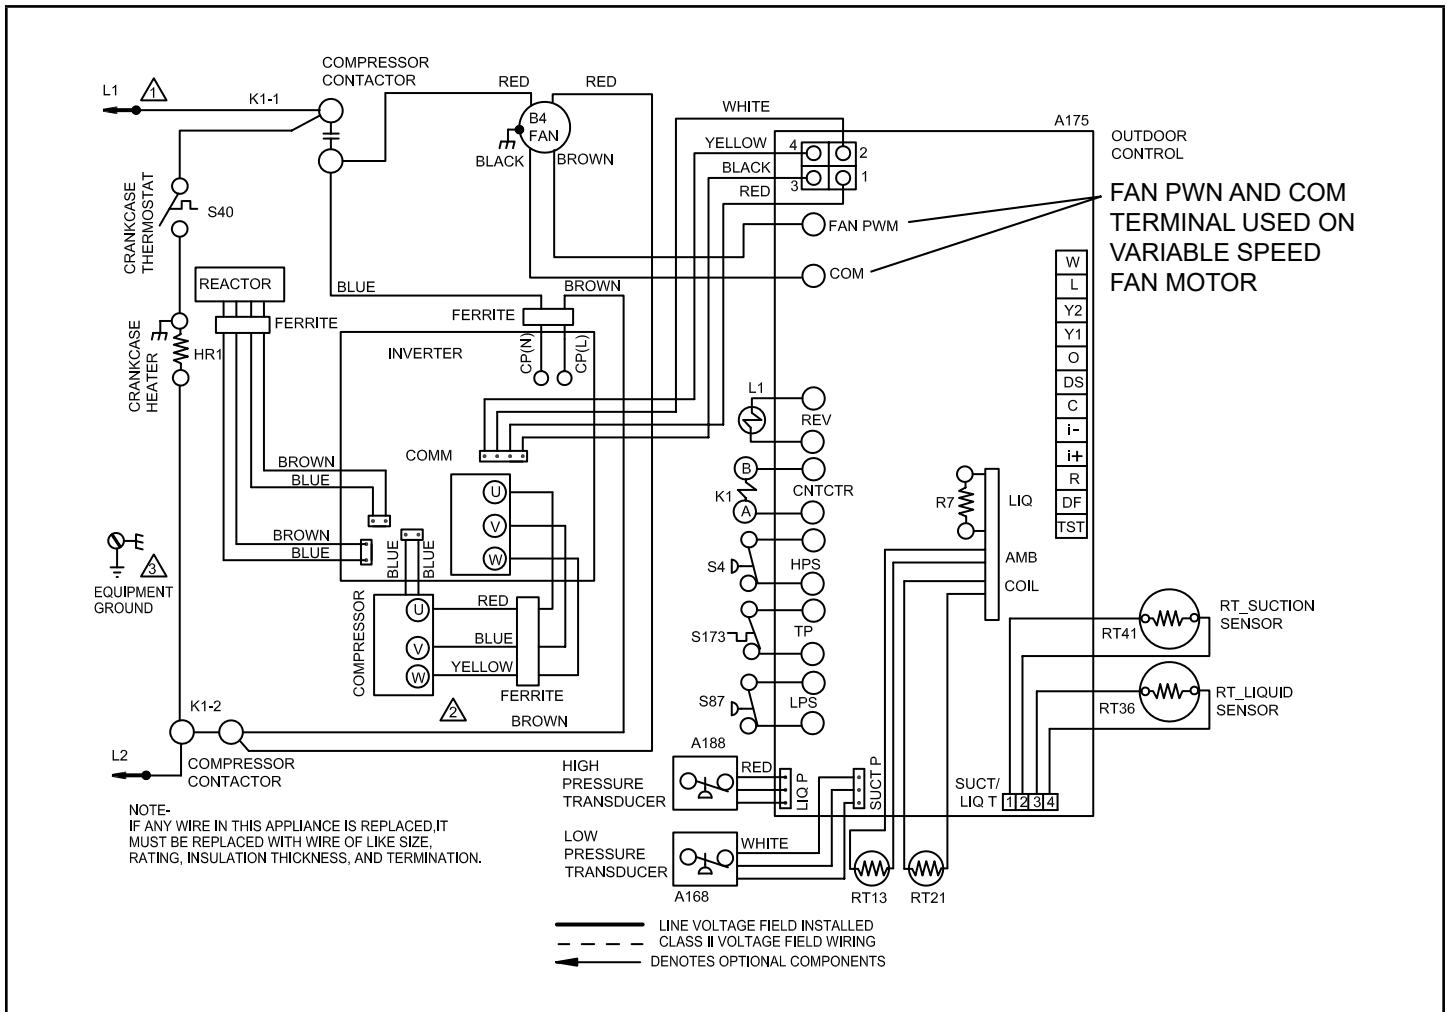 COMPRESSOR
CONTACTOR
RED
RED
L1
1
K1-1
B4
FAN
BLACK
BROWN
WHITE
YELLOW
BLACK
RED
4
2
3
1
A175
OUTDOOR
CONTROL
FAN PWM
COM
FAN PWN AND COM
TERMINAL USED ON
VARIABLE SPEED
FAN MOTOR
CRANKCASE
THERMOSTAT
S40
REACTOR
FERRITE
CRANKCASE
HEATER
HR1
BLUE
BROWN
FERRITE
INVERTER
CP(N)
CP(L)
W
L
Y2
Y1
O
DS
C
i-
i+
R
DF
TST
L1
REV
B
K1
A
CNTCTR
S4
HPS
S173
TP
S87
LPS
COMM
BROWN
BLUE
U
V
W
BROWN
BLUE
BLUE
BLUE
EQUIPMENT
GROUND
3
COMPRESSOR
U
V
W
RED
BLUE
YELLOW
FERRITE
2
BROWN
R7
LIQ
AMB
COIL
RT41
RT_SUCTION
SENSOR
RT36
RT_LIQUID
SENSOR
SUCT/
LIQ T
1 2 3 4
K1-2
L2
COMPRESSOR
CONTACTOR
A188
HIGH
PRESSURE
TRANSDUCER
RED
LIQ P
SUCT P
LOW
PRESSURE
TRANSDUCER
WHITE
A168
RT13
RT21
NOTE-
IF ANY WIRE IN THIS APPLIANCE IS REPLACED,IT
MUST BE REPLACED WITH WIRE OF LIKE SIZE,
RATING, INSULATION THICKNESS, AND TERMINATION.
LINE VOLTAGE FIELD INSTALLED
CLASS II VOLTAGE FIELD WIRING
DENOTES OPTIONAL COMPONENTS